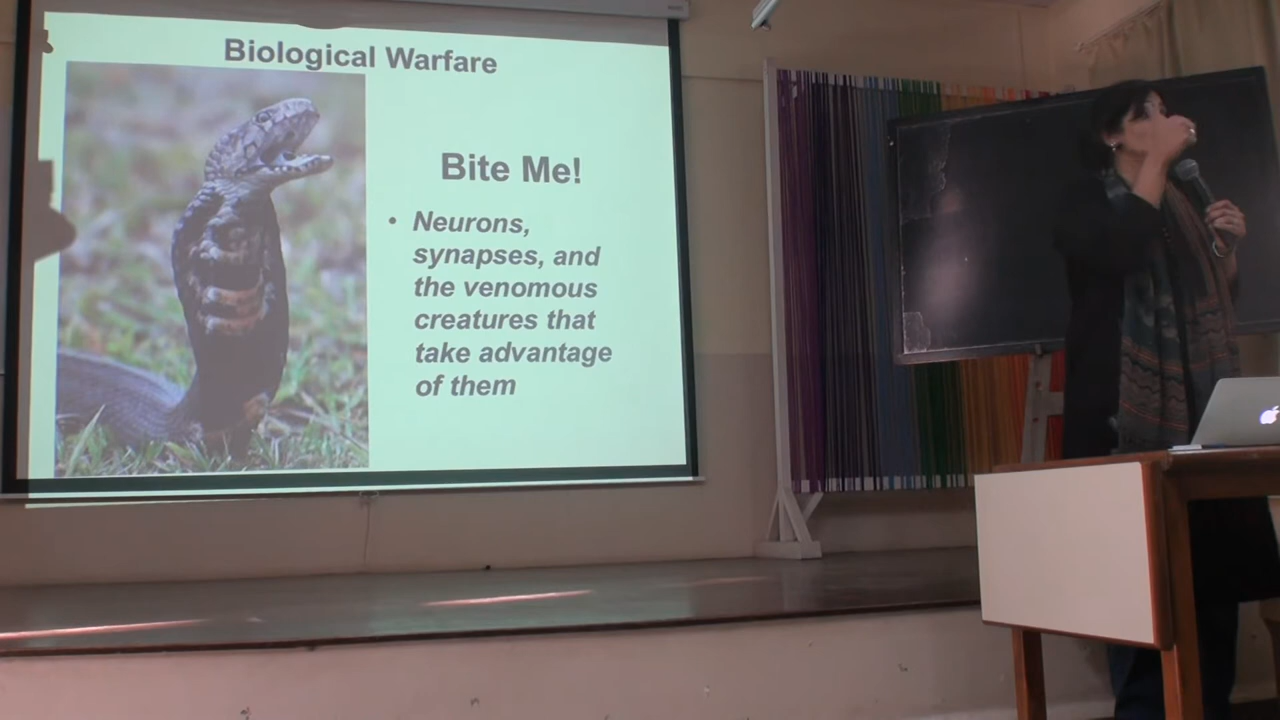 Biological Warfare
Bite Me!
• Neurons,
synapses, and
the venomous
creatures that
take advantage
of them